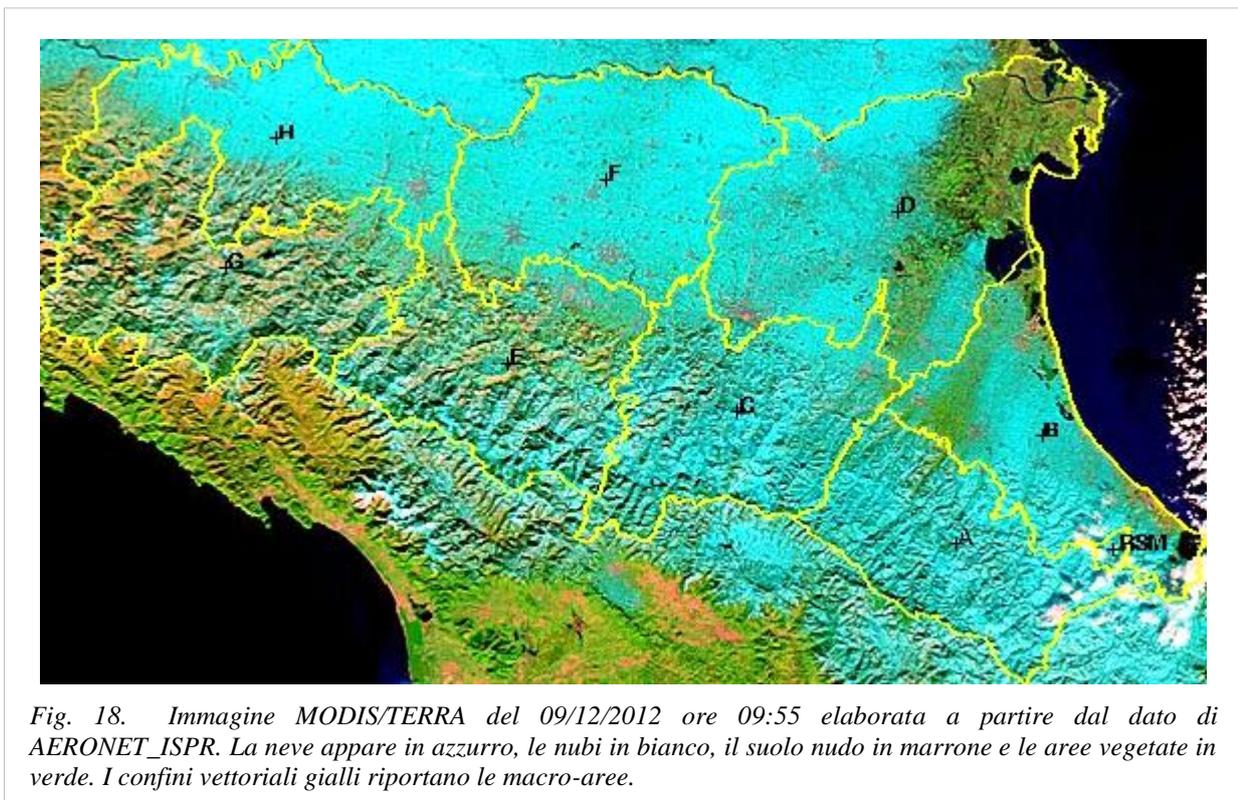 H
F
D
G
E
C
B
A
RSM
Fig. 18. Immagine MODIS/TERRA del 09/12/2012 ore 09:55 elaborata a partire dal dato di
AERONET_ISPR. La neve appare in azzurro, le nubi in bianco, il suolo nudo in marrone e le aree vegetate in
verde. I confini vettoriali gialli riportano le macro-aree.